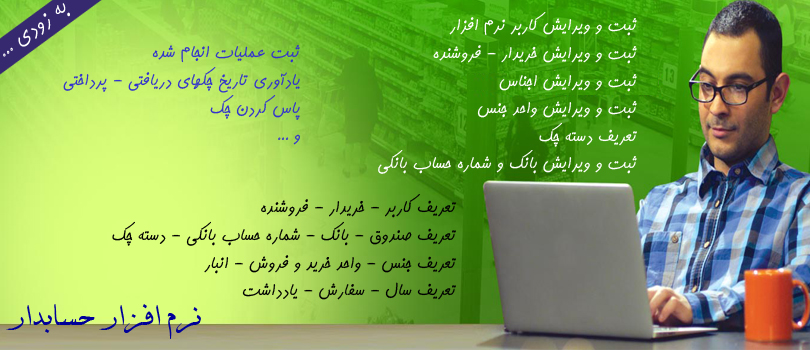 به زودی ...
ثبت و ویرایش کاربر نرم افزار
ثبت و ویرایش خریدار - فروشنده
ثبت و ویرایش اجناس
ثبت و ویرایش واحد جنس
تعریف دسته چک
ثبت و ویرایش بانک و شماره حساب بانکی
ثبت عملیات انجام شده
یادآوری تاریخ چکهای دریافتی - پرداختی
پاس کردن چک
و ...
تعریف کاربر - خریدار - فروشنده
تعریف صندوق - بانک - شماره حساب بانکی - دسته چک
تعریف جنس - واحد خرید و فروش - انبار
تعریف سال - سفارش - یادداشت
نرم افزار حسابدار